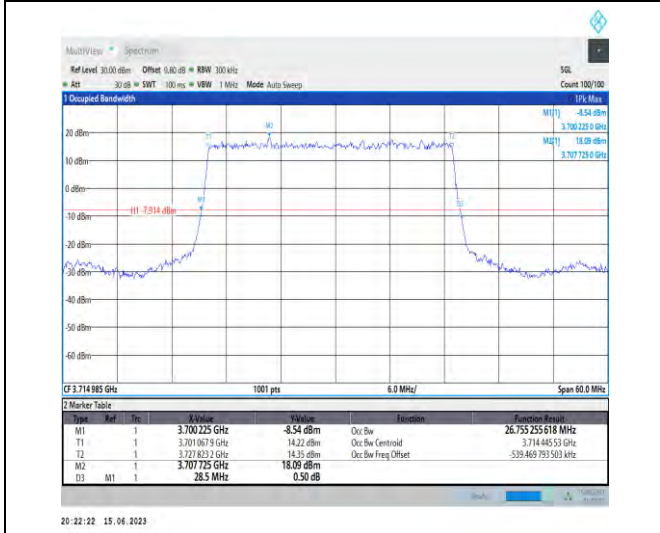 MultiView Spectrum
Ref Level 30.00 dBm Offset 9.80 dB RBW 300 kHz SGL
Att 30 dB SWT 100 ms VBW 1 MHz Mode Auto Sweep Count 100/100
1 Occupied Bandwidth 1Pk Max
M1[1] -8.54 dBm
3.700 225 0 GHz
M2[1] 18.09 dBm
3.707 725 0 GHz
M2
T1
T2
20 dBm
10 dBm
0 dBm
M1
D3
H1 -7.914 dBm
-10 dBm
-20 dBm
-30 dBm
-40 dBm
-50 dBm
-60 dBm
CF 3.714 985 GHz 1001 pts 6.0 MHz/ Span 60.0 MHz
2 Marker Table
Type Ref Trc X-Value Y-Value Function Function Result
M1 1 3.700 225 GHz -8.54 dBm Occ Bw 26.755 255 618 MHz
T1 1 3.701 067 9 GHz 14.22 dBm Occ Bw Centroid 3.714 445 53 GHz
T2 1 3.727 823 2 GHz 14.35 dBm Occ Bw Freq Offset -539.469 793 503 kHz
M2 1 3.707 725 GHz 18.09 dBm
D3 M1 1 28.5 MHz 0.50 dB
20:22:22 15.06.2023